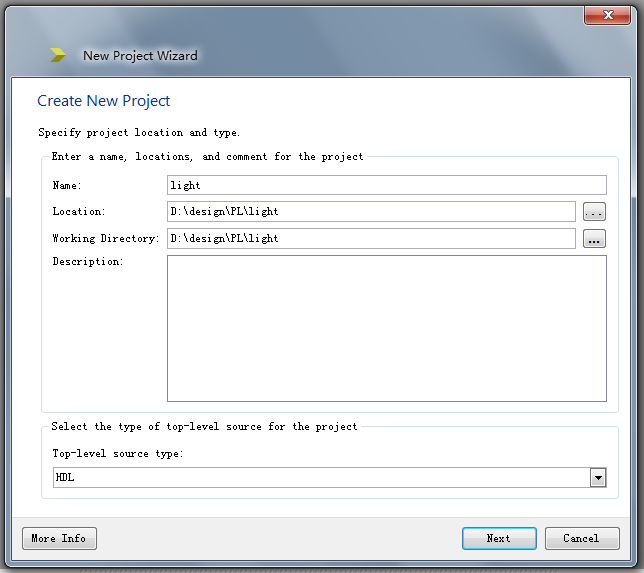 New Project Wizard
Create New Project
Specify project location and type.
Enter a name, locations, and comment for the project
Name: light
Location: D:\design\PL\light ...
Working Directory: D:\design\PL\light ...
Description:
Select the type of top-level source for the project
Top-level source type:
HDL
More Info Next Cancel